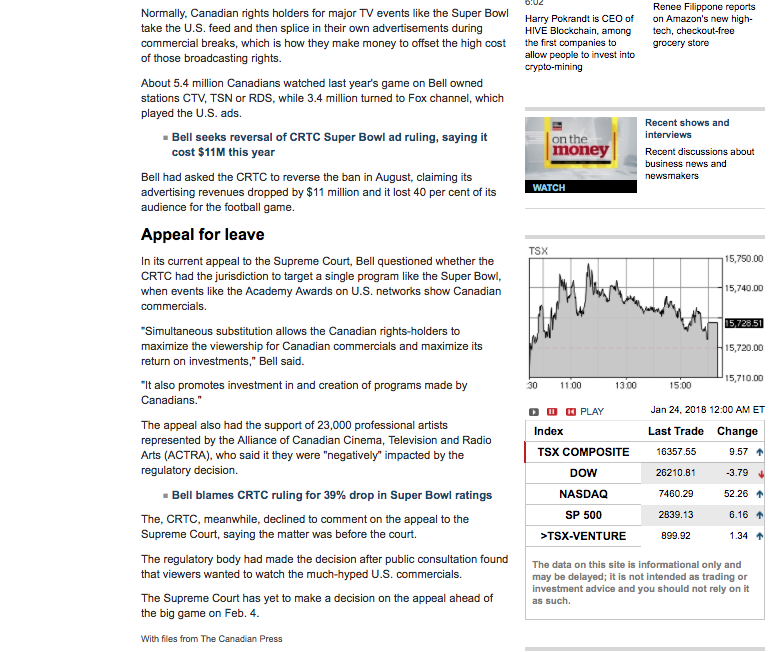 Normally, Canadian rights holders for major TV events like the Super Bowl
take the U.S. feed and then splice in their own advertisements during
commercial breaks, which is how they make money to offset the high cost
of those broadcasting rights.
About 5.4 million Canadians watched last year's game on Bell owned
stations CTV, TSN or RDS, while 3.4 million turned to Fox channel, which
played the U.S. ads.
Bell seeks reversal of CRTC Super Bowl ad ruling, saying it
cost $11M this year
Bell had asked the CRTC to reverse the ban in August, claiming its
advertising revenues dropped by $11 million and it lost 40 per cent of its
audience for the football game.
Appeal for leave
In its current appeal to the Supreme Court, Bell questioned whether the
CRTC had the jurisdiction to target a single program like the Super Bowl,
when events like the Academy Awards on U.S. networks show Canadian
commercials.
"Simultaneous substitution allows the Canadian rights-holders to
maximize the viewership for Canadian commercials and maximize its
return on investments," Bell said.
"It also promotes investment in and creation of programs made by
Canadians."
The appeal also had the support of 23,000 professional artists
represented by the Alliance of Canadian Cinema, Television and Radio
Arts (ACTRA), who said it they were "negatively" impacted by the
regulatory decision.
Bell blames CRTC ruling for 39% drop in Super Bowl ratings
The, CRTC, meanwhile, declined to comment on the appeal to the
Supreme Court, saying the matter was before the court.
The regulatory body had made the decision after public consultation found
that viewers wanted to watch the much-hyped U.S. commercials.
The Supreme Court has yet to make a decision on the appeal ahead of
the big game on Feb. 4.
With files from The Canadian Press
6:02
Harry Pokrandt is CEO of
HIVE Blockchain, among
the first companies to
allow people to invest into
crypto-mining
Renee Filippone reports
on Amazon's new high-
tech, checkout-free
grocery store
on the
money
WATCH
Recent shows and
interviews
Recent discussions about
business news and
newsmakers
TSX
15,750.00
15,740.00
15,728.51
15,720.00
15,710.00
:30 11:00 13:00 15:00
PLAY
Jan 24, 2018 12:00 AM ET
Index Last Trade Change
TSX COMPOSITE 16357.55 9.57
DOW 26210.81 -3.79
NASDAQ 7460.29 52.26
SP 500 2839.13 6.16
>TSX-VENTURE 899.92 1.34
The data on this site is informational only and
may be delayed; it is not intended as trading or
investment advice and you should not rely on it
as such.